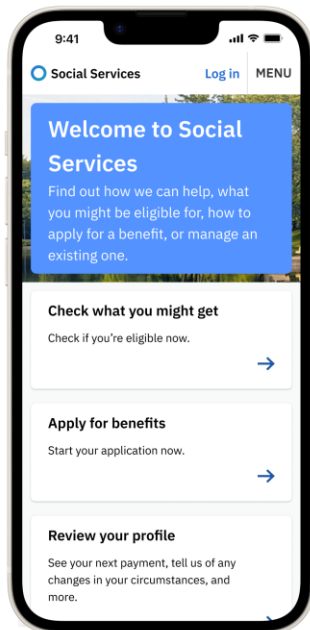 9:41
Social Services Log in MENU
Welcome to Social
Services
Find out how we can help, what
you might be eligible for, how to
apply for a benefit, or manage an
existing one.
Check what you might get
Check if you're eligible now.
Apply for benefits
Start your application now.
Review your profile
See your next payment, tell us of any
changes in your circumstances, and
more.